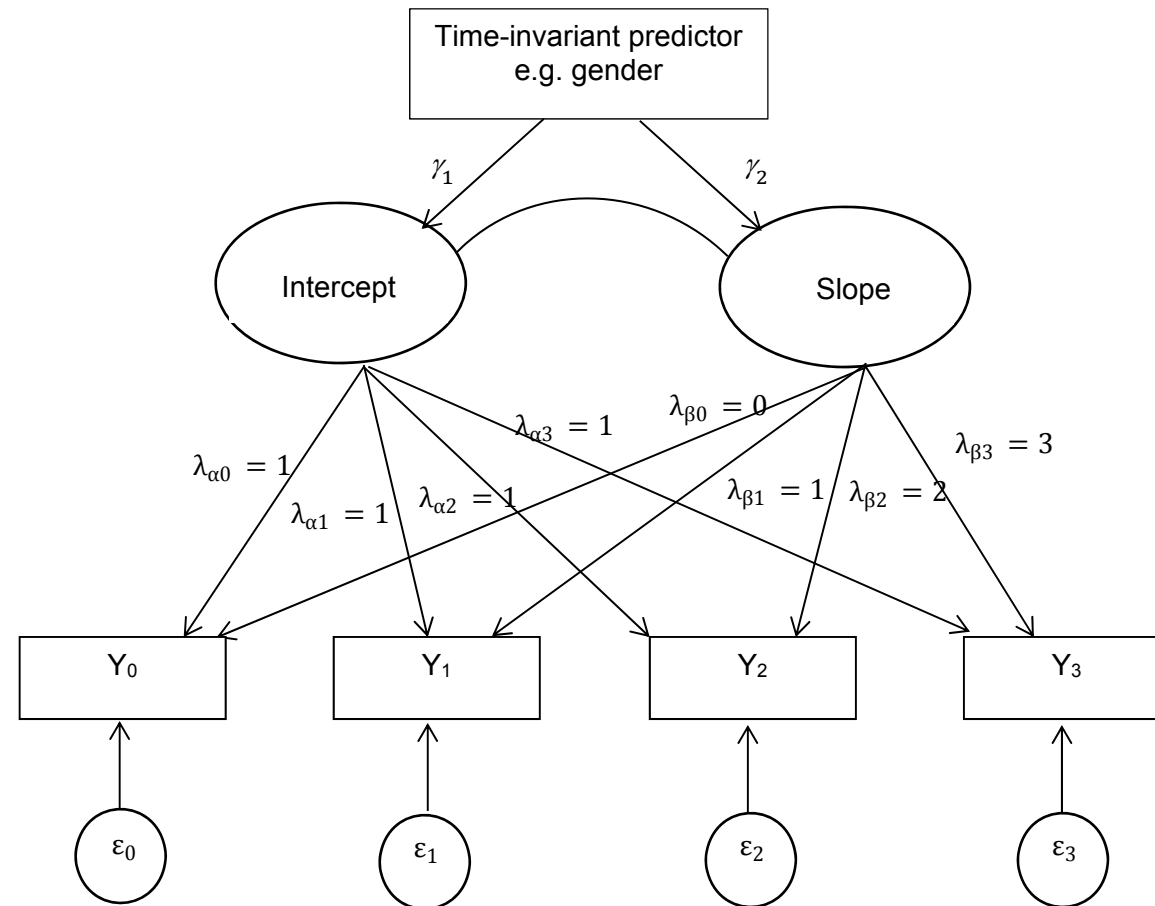 Time-invariant predictor
e.g. gender
γ₁
γ₂
Intercept
Slope
λβ0 = 0
λα3 = 1
λβ3 = 3
λα0 = 1
λα1 = 1
λα2 = 1
λβ1 = 1
λβ2 = 2
Y₀
Y₁
Y₂
Y₃
ε₀
ε₁
ε₂
ε₃